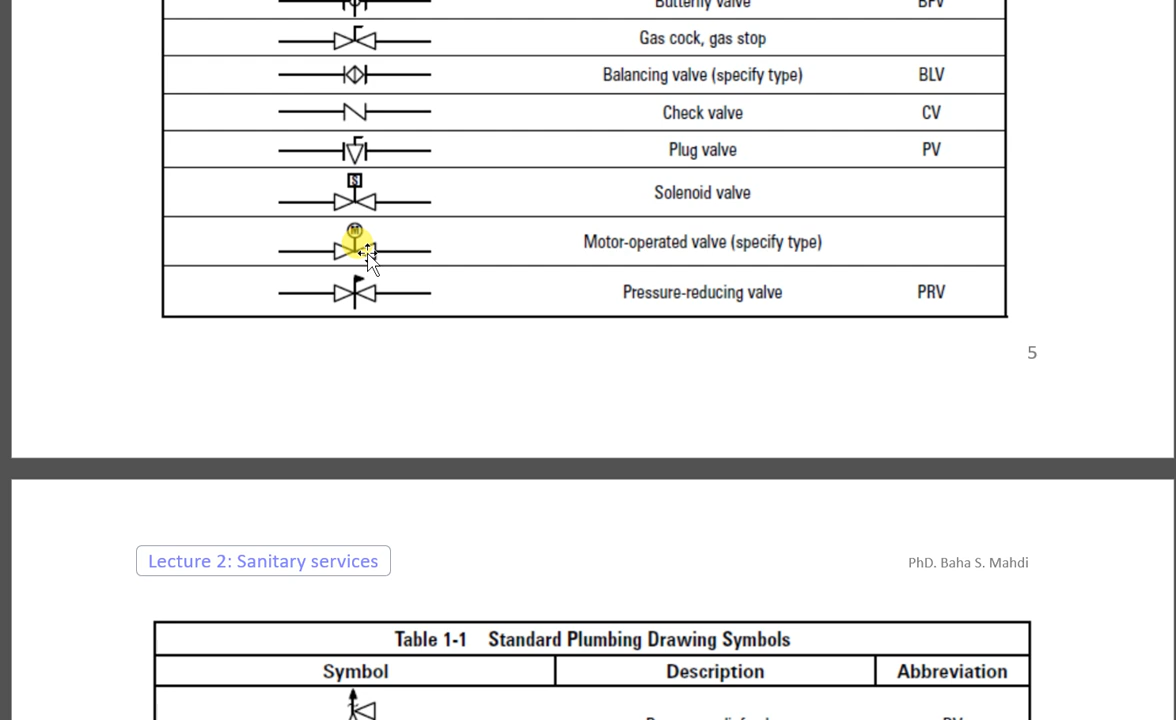 Butterfly valve BFV
Gas cock, gas stop
Balancing valve (specify type) BLV
Check valve CV
Plug valve PV
S
Solenoid valve
M
Motor-operated valve (specify type)
Pressure-reducing valve PRV
5
Lecture 2: Sanitary services PhD. Baha S. Mahdi
Table 1-1 Standard Plumbing Drawing Symbols
Symbol Description Abbreviation